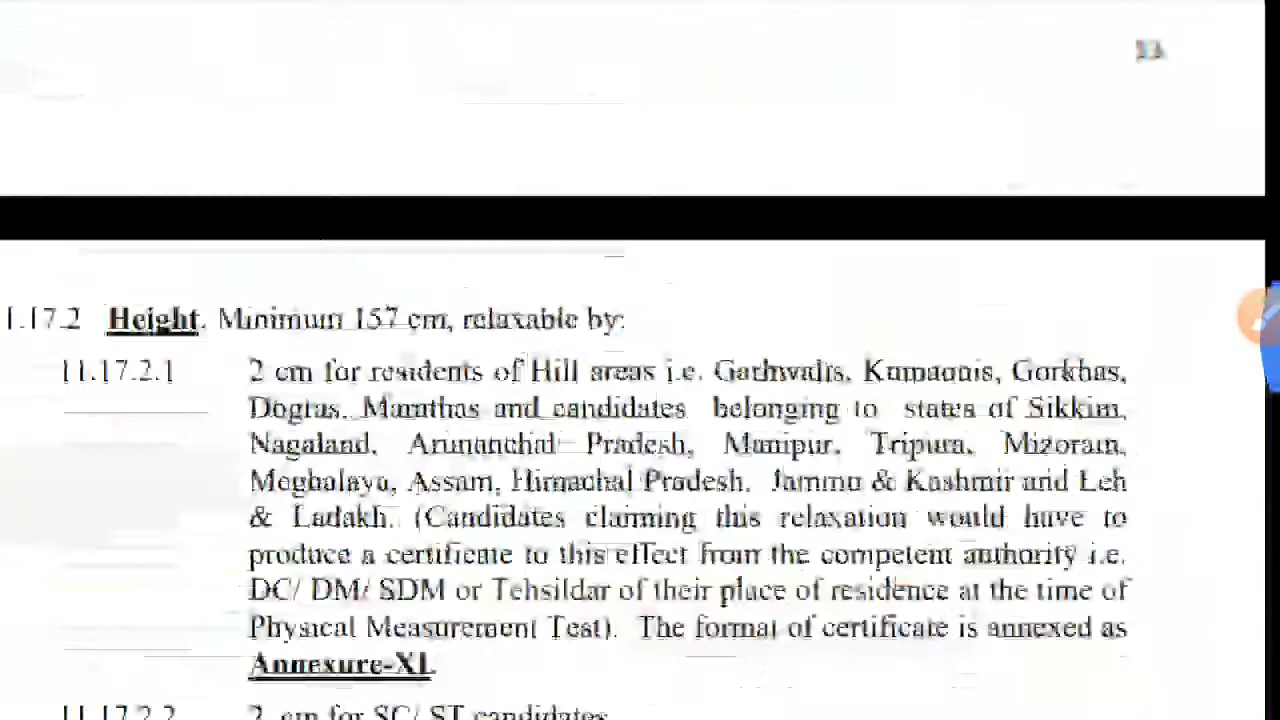 13
1.17.2 Height. Minimum 157 cm, relaxable by:
11.17.2.1 2 cm for residents of Hill areas i.e. Garhwalis, Kumaonis, Gorkhas,
Dogras, Marathas and candidates belonging to states of Sikkim,
Nagaland, Arunanchal Pradesh, Manipur, Tripura, Mizoram,
Meghalaya, Assam, Himachal Pradesh, Jammu & Kashmir and Leh
& Ladakh. (Candidates claiming this relaxation would have to
produce a certificate to this effect from the competent authority i.e.
DC/ DM/ SDM or Tehsildar of their place of residence at the time of
Physical Measurement Test). The format of certificate is annexed as
Annexure-XI.
11.17.2.2 2 cm for SC/ ST candidates.